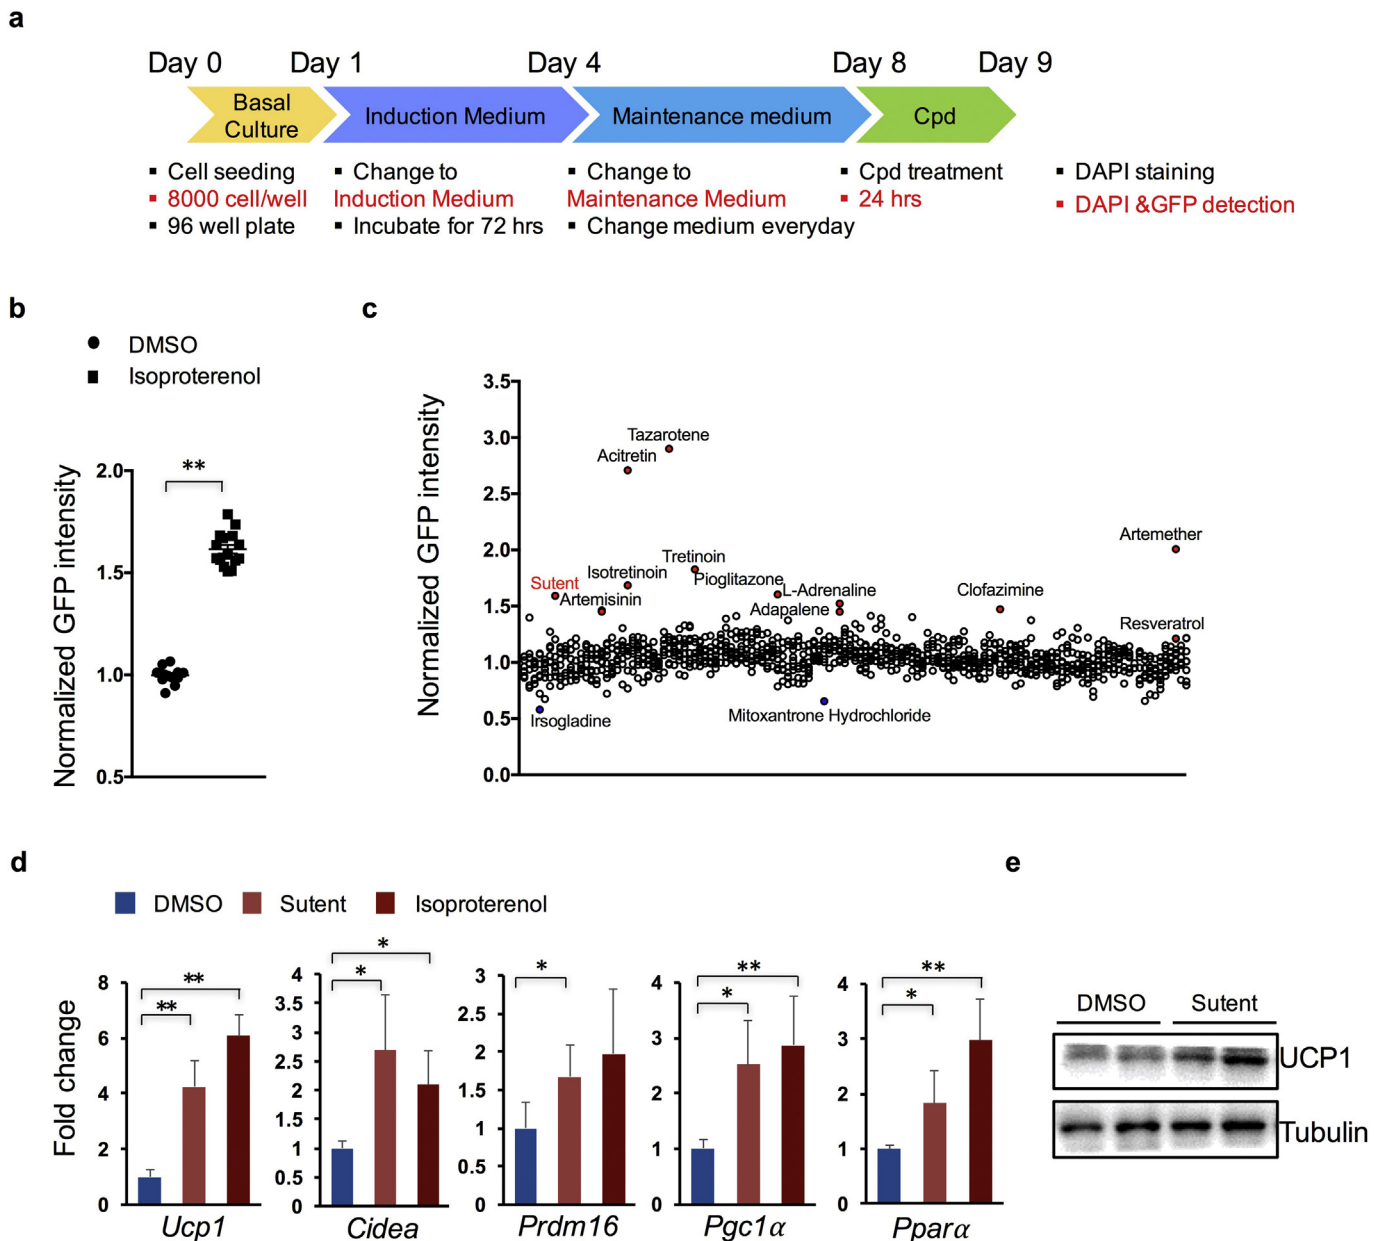 a
Day 0 Day 1 Day 4 Day 8 Day 9
Basal
Culture
Induction Medium
Maintenance medium
Cpd
▪ Cell seeding
▪ 8000 cell/well
▪ 96 well plate
▪ Change to
Induction Medium
▪ Incubate for 72 hrs
▪ Change to
Maintenance Medium
▪ Change medium everyday
▪ Cpd treatment
▪ 24 hrs
▪ DAPI staining
▪ DAPI &GFP detection
b
DMSO
Isoproterenol
Normalized GFP intensity
2.0
1.5
1.0
0.5
**
c
Normalized GFP intensity
3.5
3.0
2.5
2.0
1.5
1.0
0.5
0.0
Tazarotene
Acitretin
Artemether
Tretinoin
Isotretinoin
Pioglitazone
Sutent
L-Adrenaline
Clofazimine
Artemisinin
Adapalene
Resveratrol
Irsogladine
Mitoxantrone Hydrochloride
d
DMSO Sutent Isoproterenol
Fold change
8
6
4
2
0
**
**
Ucp1
4
3.5
3
2.5
2
1.5
1
0.5
0
*
*
Cidea
3
2.5
2
1.5
1
0.5
0
*
Prdm16
4
3
2
1
0
**
*
Pgc1α
4
3
2
1
0
**
*
Pparα
e
DMSO Sutent
UCP1
Tubulin